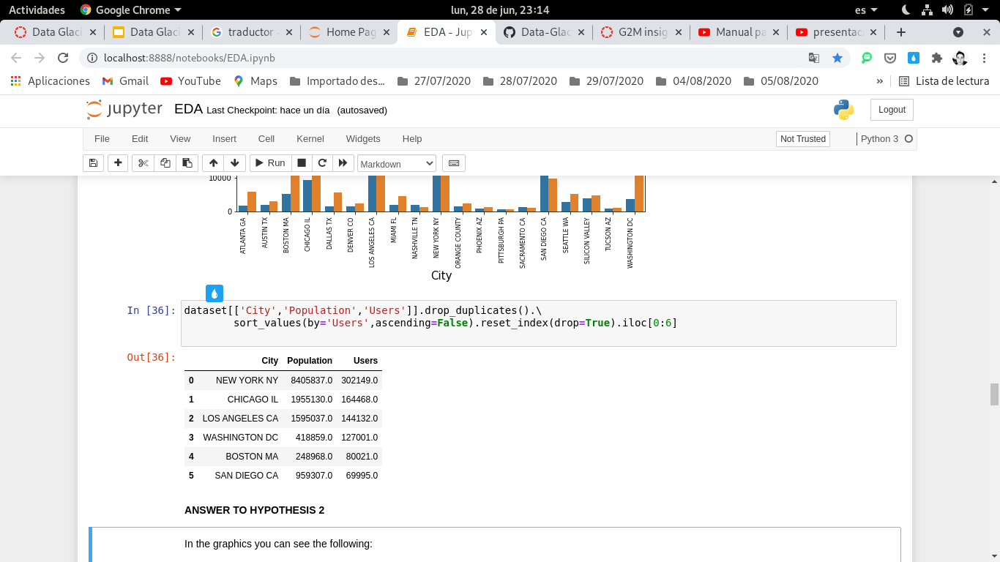 Actividades Google Chrome lun, 28 de jun, 23:14 es
Data Glaci Data Glaci traductor - Home Pag EDA - Jup Data-Glac G2M insig Manual pa presentaci
localhost:8888/notebooks/EDA.ipynb
Aplicaciones Gmail YouTube Maps Importado des... 27/07/2020 28/07/2020 29/07/2020 04/08/2020 05/08/2020 » Lista de lectura
jupyter EDA Last Checkpoint: hace un día (autosaved) Logout
File Edit View Insert Cell Kernel Widgets Help Not Trusted Python 3
Run Markdown
10000
0
ATLANTA GA
AUSTIN TX
BOSTON MA
CHICAGO IL
DALLAS TX
DENVER CO
LOS ANGELES CA
MIAMI FL
NASHVILLE TN
NEW YORK NY
ORANGE COUNTY
PHOENIX AZ
PITTSBURGH PA
SACRAMENTO CA
SAN DIEGO CA
SEATTLE WA
SILICON VALLEY
TUCSON AZ
WASHINGTON DC
City
In [36]: dataset[['City','Population','Users']].drop_duplicates().\
sort_values(by='Users',ascending=False).reset_index(drop=True).iloc[0:6]
Out[36]:
City Population Users
0 NEW YORK NY 8405837.0 302149.0
1 CHICAGO IL 1955130.0 164468.0
2 LOS ANGELES CA 1595037.0 144132.0
3 WASHINGTON DC 418859.0 127001.0
4 BOSTON MA 248968.0 80021.0
5 SAN DIEGO CA 959307.0 69995.0
ANSWER TO HYPOTHESIS 2
In the graphics you can see the following: